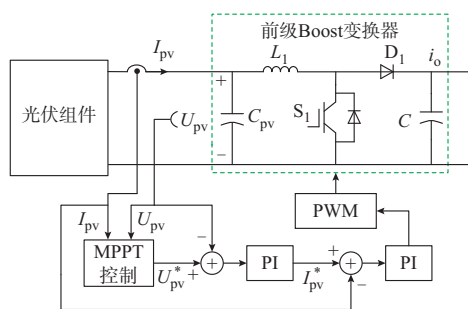 前级Boost变换器
I_pv
L_1
D_1
i_o
光伏组件
+
U_pv
C_pv
S_1
C
−
I_pv
U_pv
PWM
−
+
MPPT
控制
U*_pv
+
+
PI
I*_pv
+
−
PI